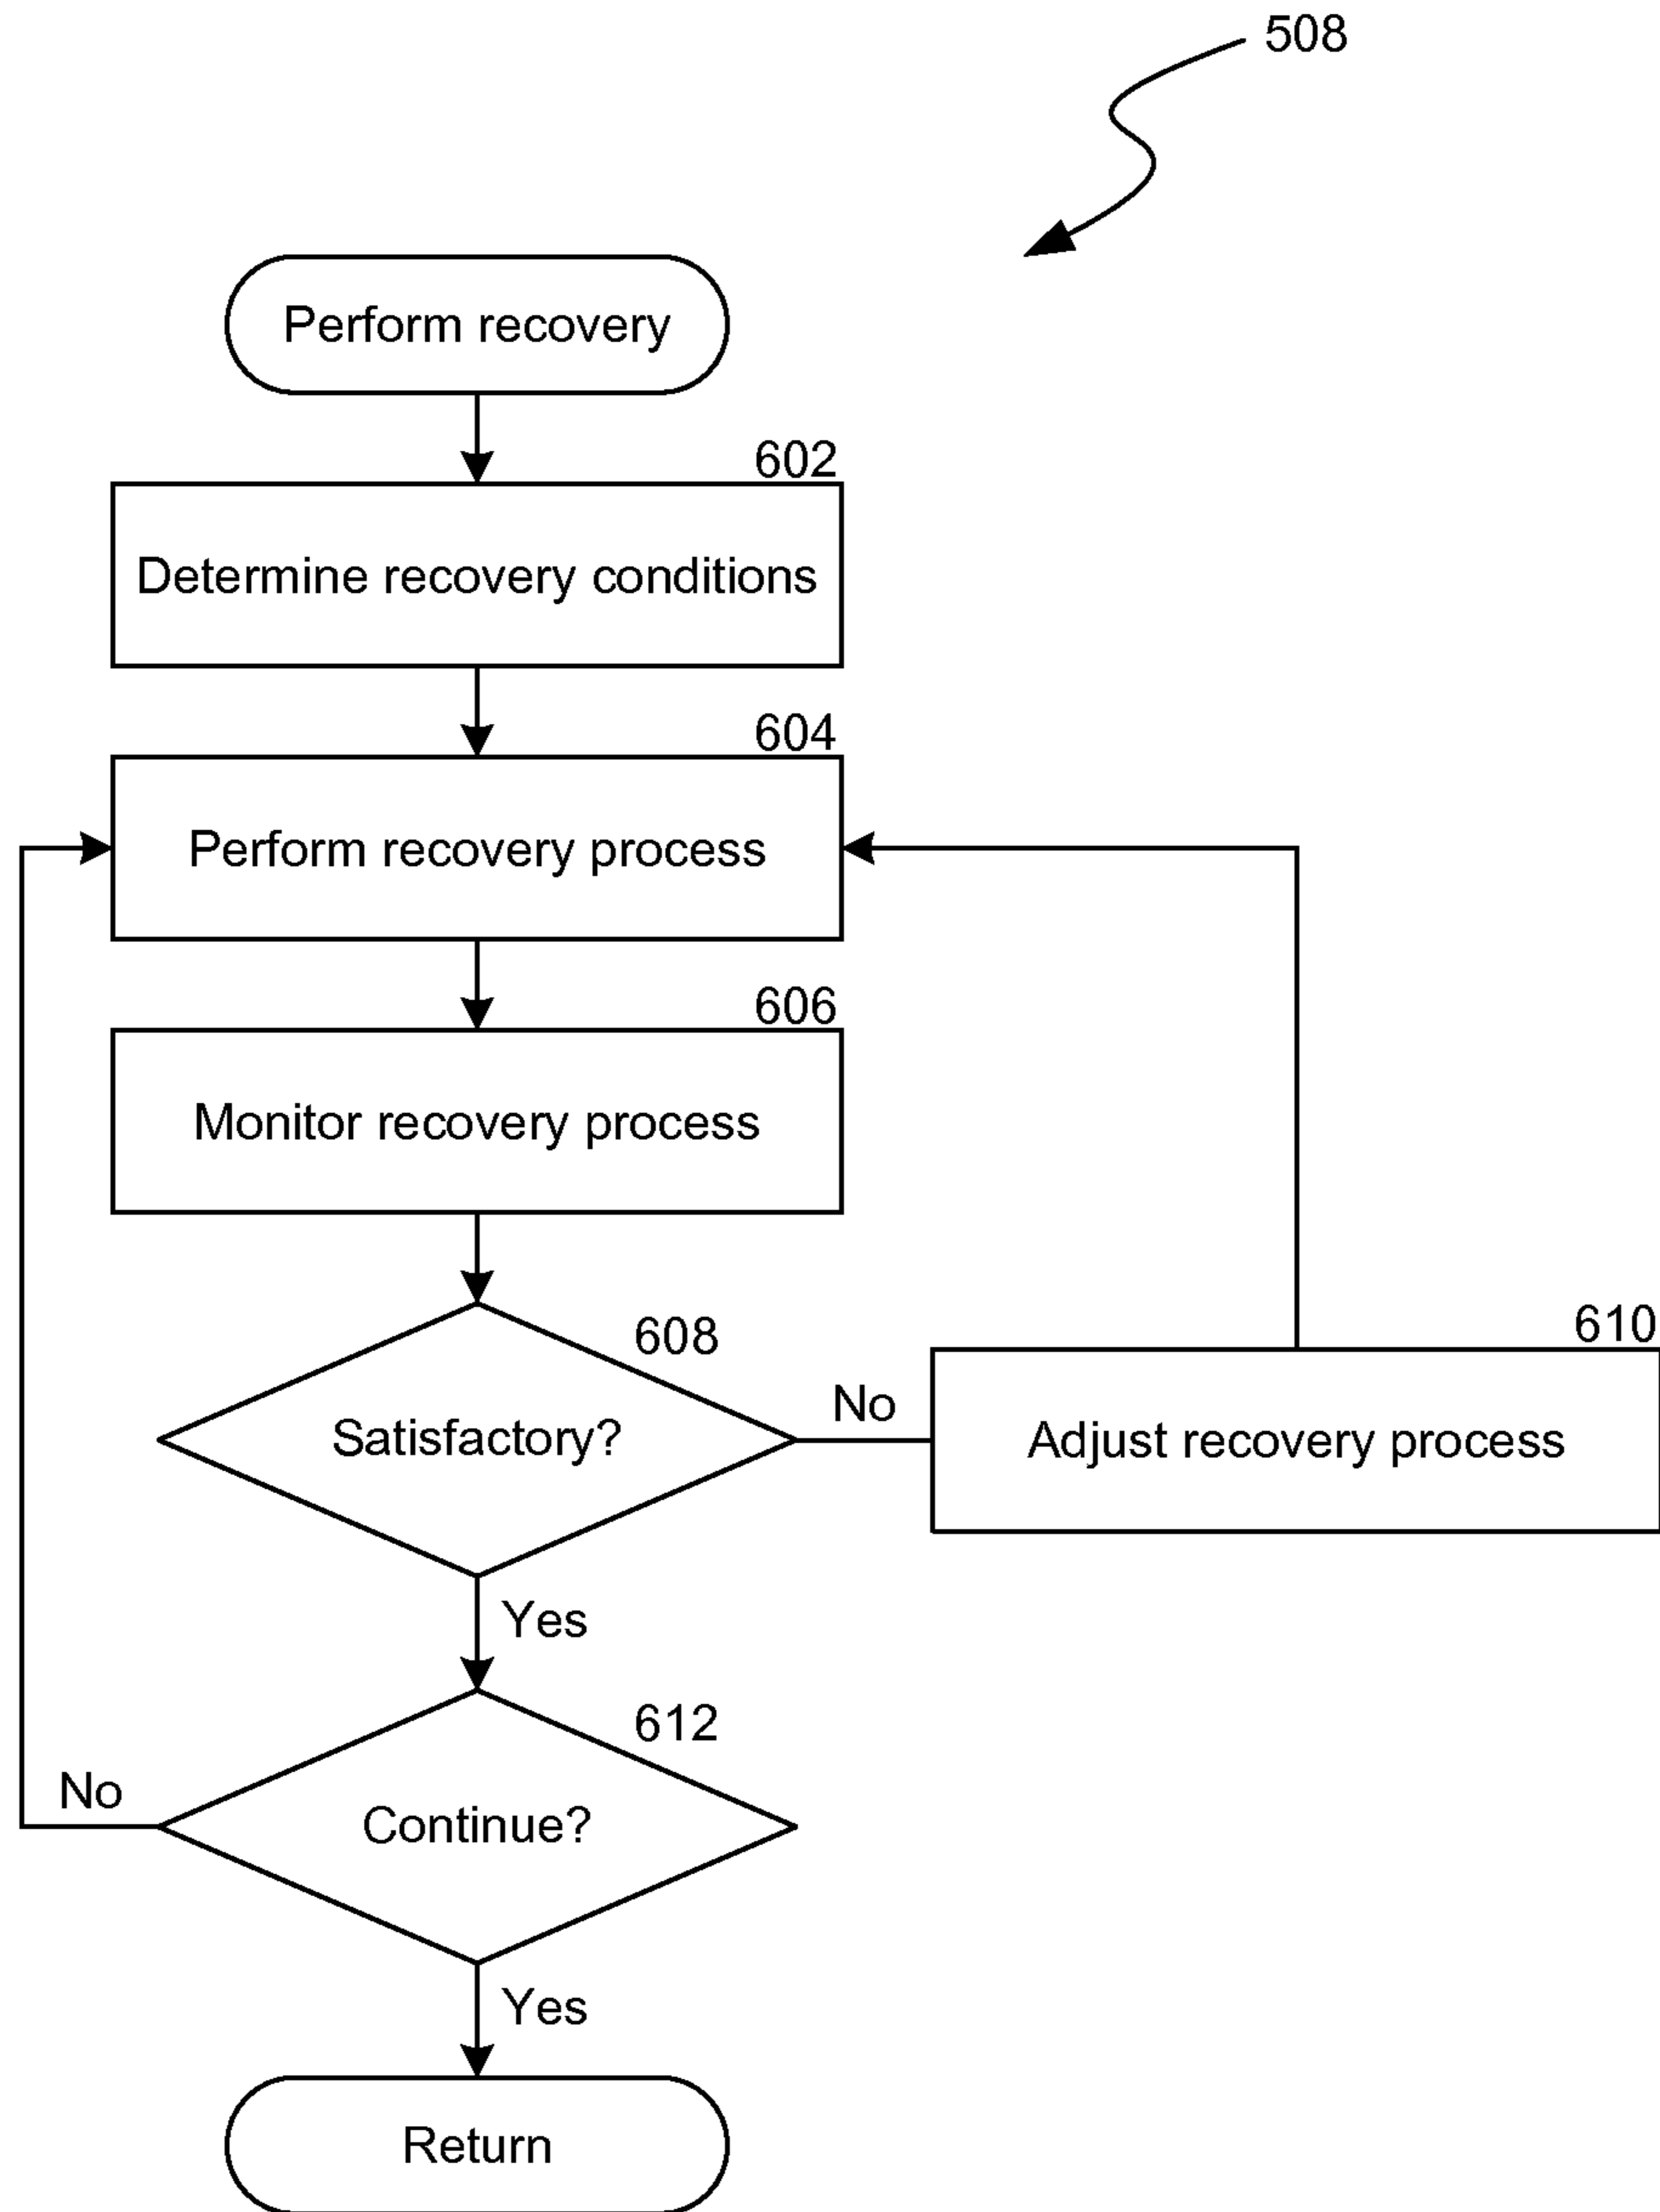 508
Perform recovery
602
Determine recovery conditions
604
Perform recovery process
606
Monitor recovery process
608
Satisfactory?
No
610
Adjust recovery process
Yes
612
Continue?
No
Yes
Return